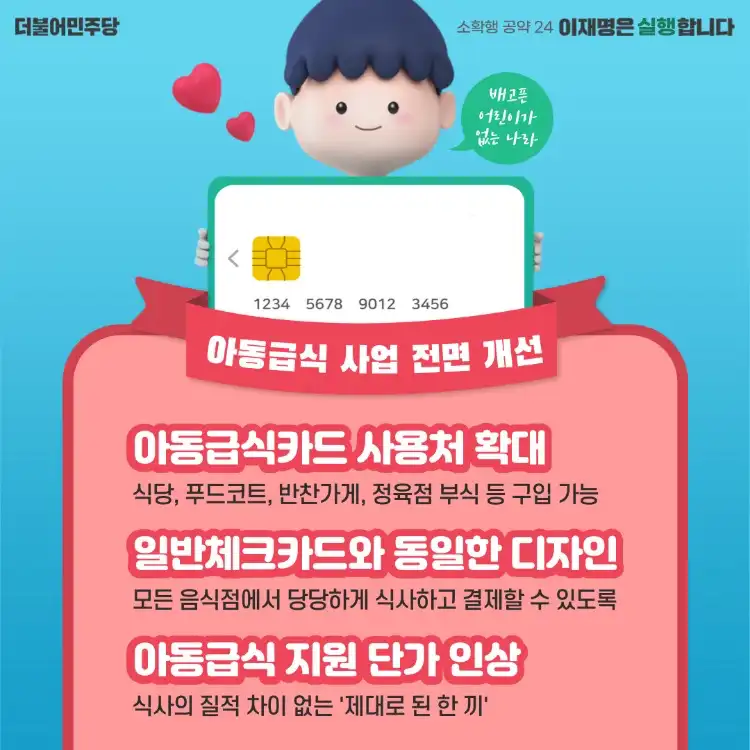 더불어민주당
소확행 공약 24 이재명은 실행합니다
배고픈
어린이가
없는 나라
1234 5678 9012 3456
아동급식 사업 전면 개선
아동급식카드 사용처 확대
식당, 푸드코트, 반찬가게, 정육점 부식 등 구입 가능
일반체크카드와 동일한 디자인
모든 음식점에서 당당하게 식사하고 결제할 수 있도록
아동급식 지원 단가 인상
식사의 질적 차이 없는 '제대로 된 한 끼'